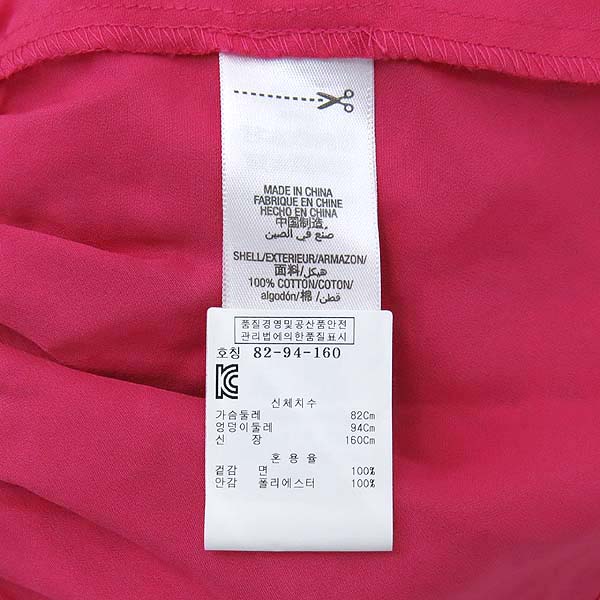 MADE IN CHINA
FABRIQUE EN CHINE
HECHO EN CHINA
中国制造
صنع في الصين
SHELL/EXTERIEUR/ARMAZON/
面料/هيكل/
100% COTTON/COTON/
algodón/棉/قطن
품질경영및공산품안전
관리법에의한품질표시
호칭 82-94-160
신체치수
가슴둘레 82Cm
엉덩이둘레 94Cm
신 장 160Cm
혼 용 율
겉감 면 100%
안감 폴리에스터 100%